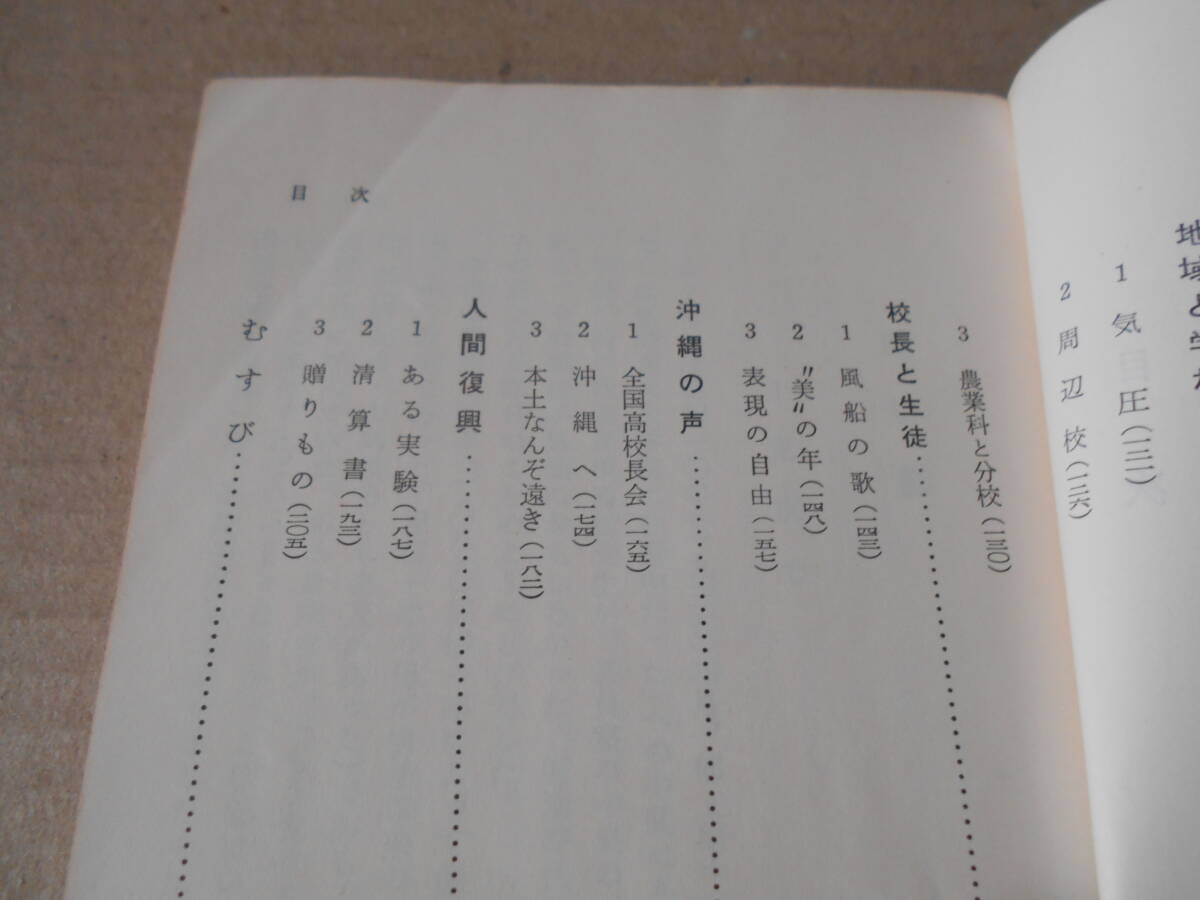 地域と学
1 気圧(一二一)
2 周辺校(一二六)
目次
3 農業科と分校(一三〇)
校長と生徒
1 風船の歌(一四三)
2 〝美〟の年(一四八)
3 表現の自由(一五七)
沖縄の声
1 全国高校長会(一六五)
2 沖縄へ(一七四)
3 本土なんぞ遠き(一八二)
人間復興
1 ある実験(一八七)
2 清算書(一九三)
3 贈りもの(二〇五)
むすび